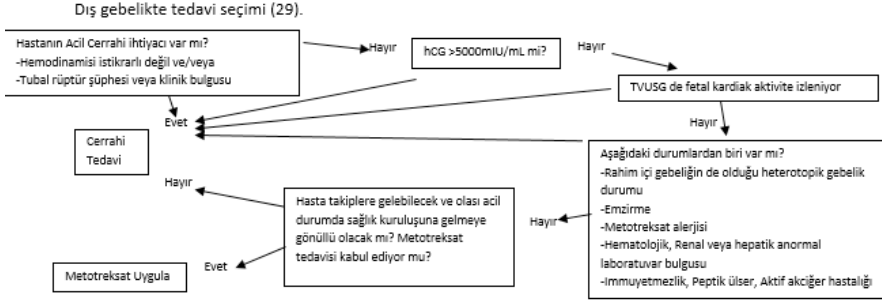 Dış gebelikte tedavi seçimi (29).
Hastanın Acil Cerrahi ihtiyacı var mı?
-Hemodinamisi istikrarlı değil ve/veya
-Tubal rüptür şüphesi veya klinik bulgusu
Hayır
hCG >5000mIU/mL mi?
Hayır
TVUSG de fetal kardiak aktivite izleniyor
Evet
Hayır
Cerrahi
Tedavi
Aşağıdaki durumlardan biri var mı?
-Rahim içi gebeliğin de olduğu heterotopik gebelik
durumu
-Emzirme
-Metotreksat alerjisi
-Hematolojik, Renal veya hepatik anormal
laboratuvar bulgusu
-Immuyetmezlik, Peptik ülser, Aktif akciğer hastalığı
Hayır
Hayır
Hasta takiplere gelebilecek ve olası acil
durumda sağlık kuruluşuna gelmeye
gönüllü olacak mı? Metotreksat
tedavisi kabul ediyor mu?
Evet
Metotreksat Uygula